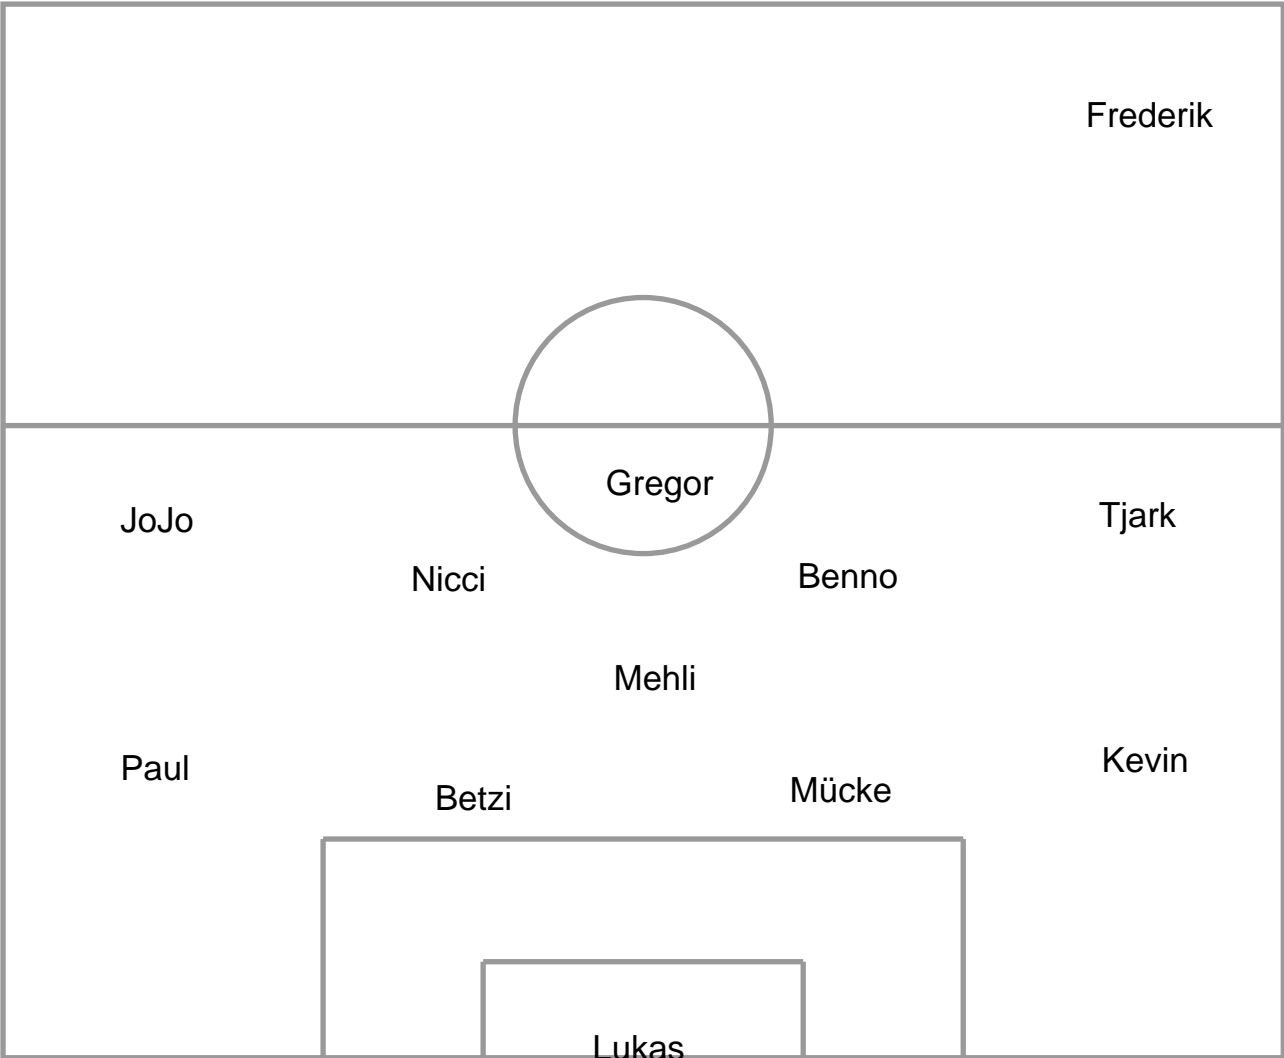 Frederik
Gregor
JoJo
Tjark
Nicci
Benno
Mehli
Paul
Kevin
Betzi
Mücke
Lukas